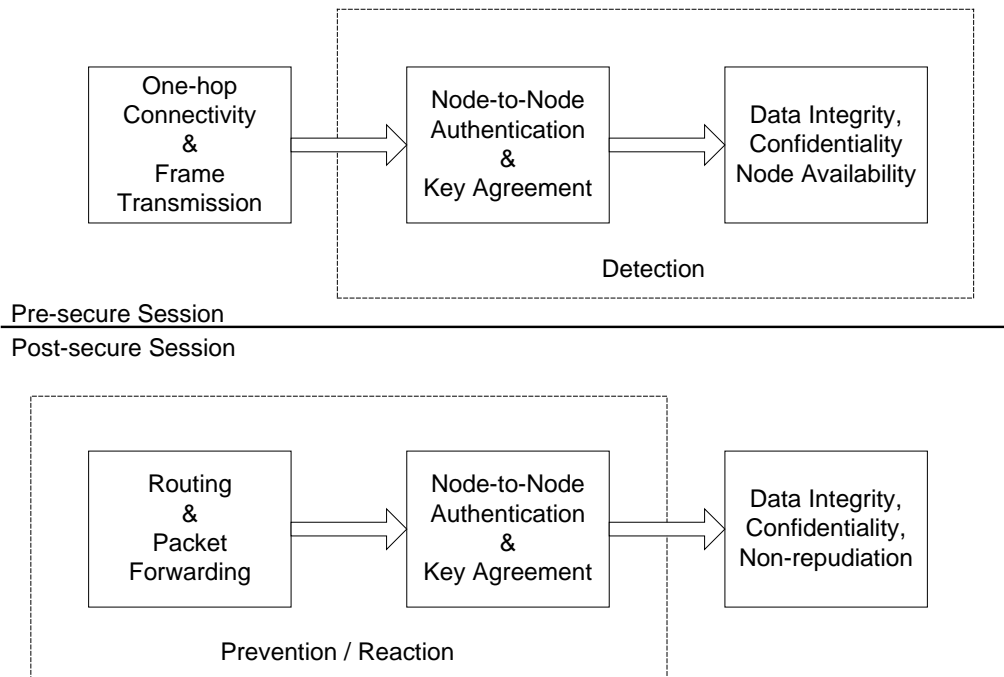 One-hop
Connectivity
&
Frame
Transmission
Node-to-Node
Authentication
&
Key Agreement
Data Integrity,
Confidentiality
Node Availability
Detection
Pre-secure Session
Post-secure Session
Routing
&
Packet
Forwarding
Node-to-Node
Authentication
&
Key Agreement
Data Integrity,
Confidentiality,
Non-repudiation
Prevention / Reaction